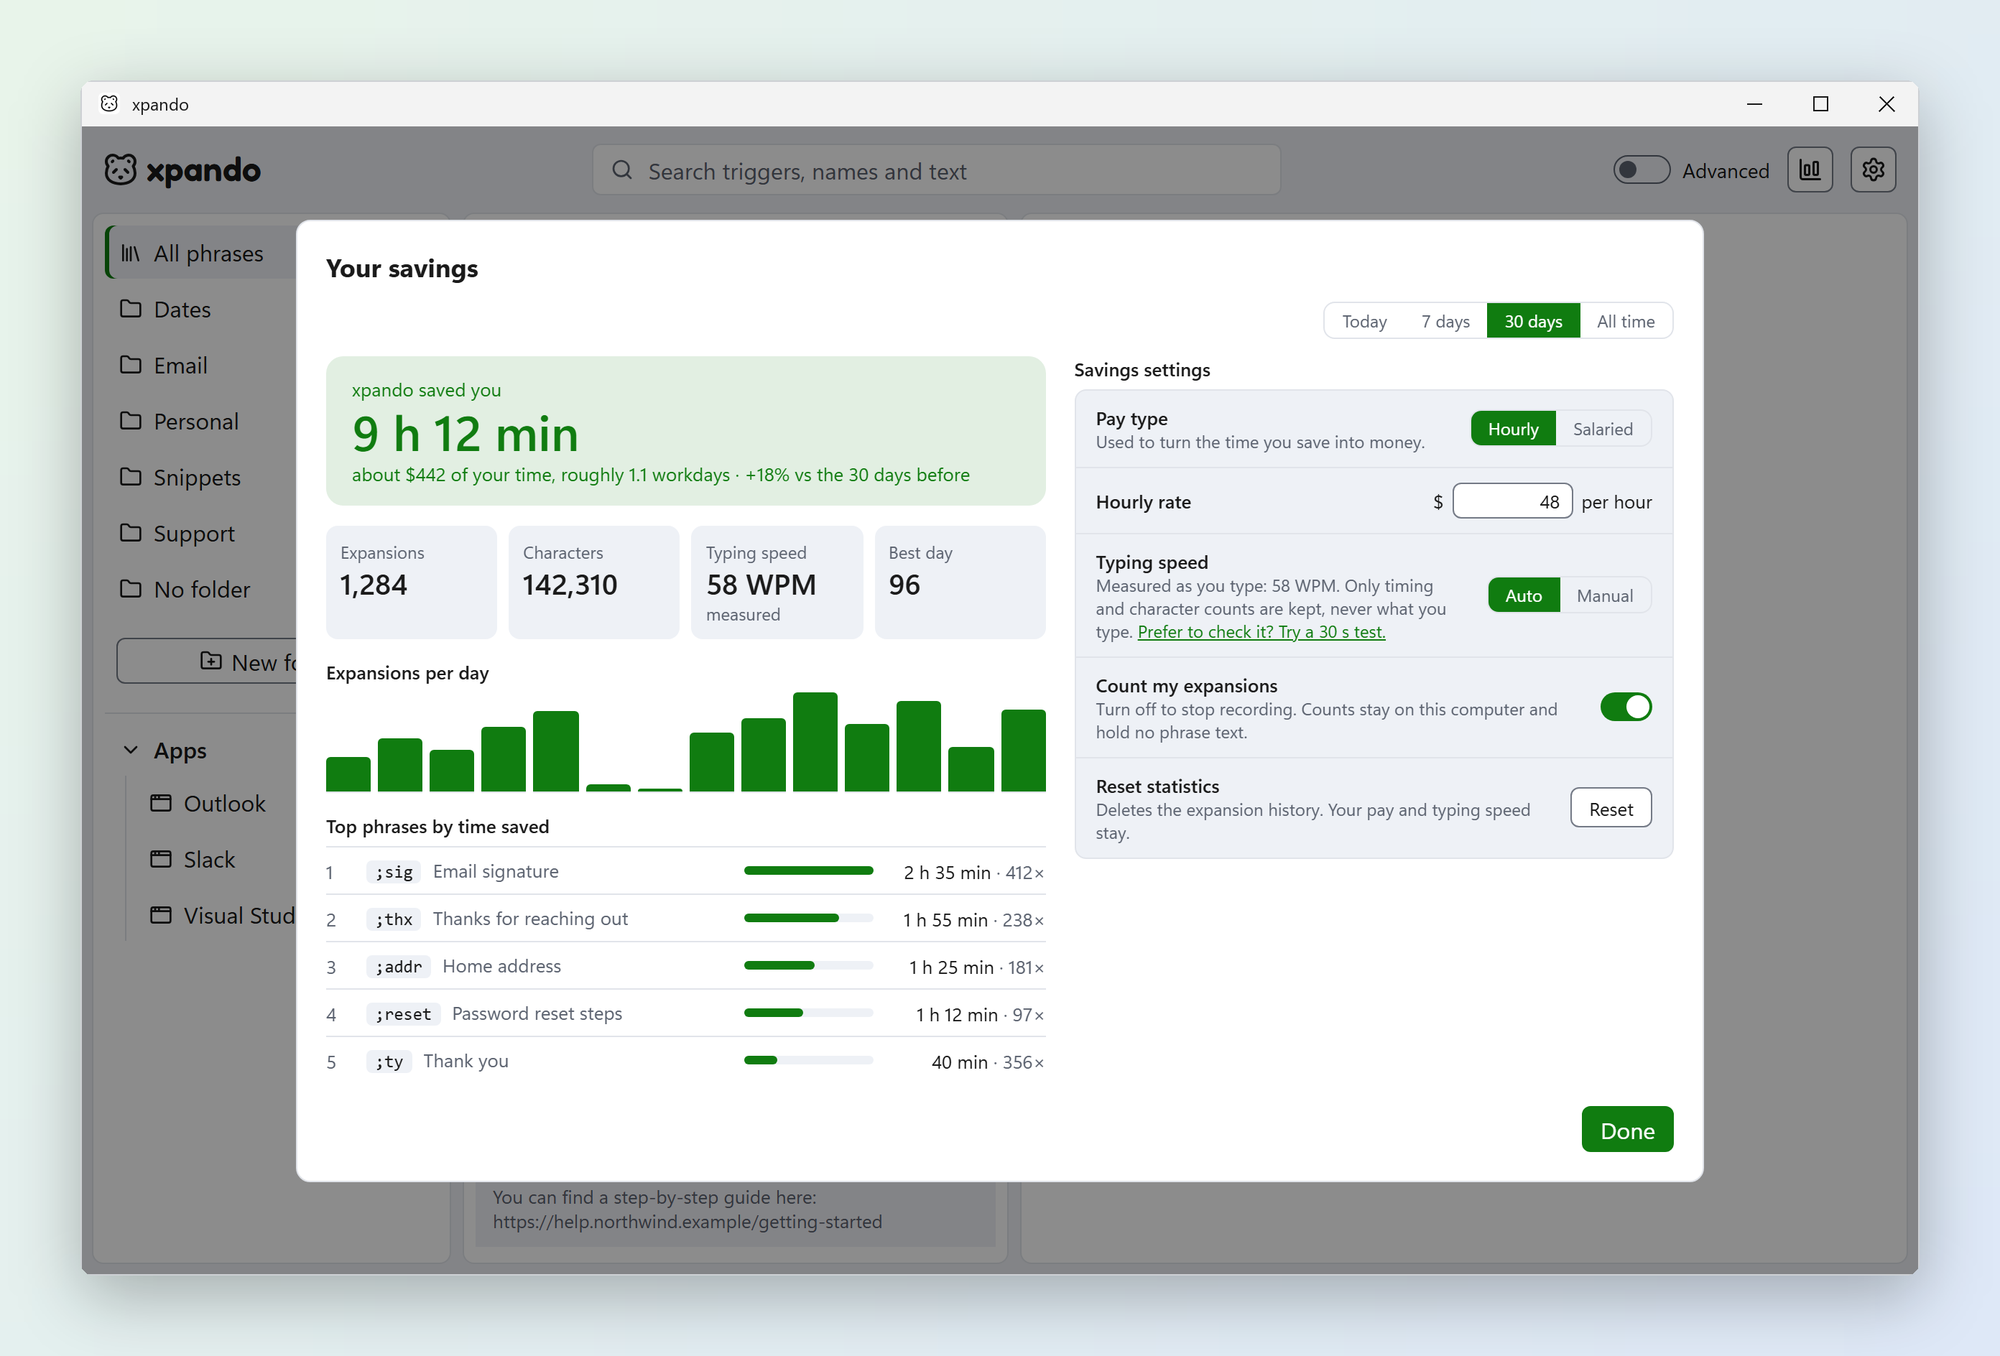 xpando
xpando
Search triggers, names and text
Advanced
All phrases
Dates
Email
Personal
Snippets
Support
No folder
New fo
Apps
Outlook
Slack
Visual Stud
Your savings
Today
7 days
30 days
All time
xpando saved you
9 h 12 min
about $442 of your time, roughly 1.1 workdays · +18% vs the 30 days before
Expansions
1,284
Characters
142,310
Typing speed
58 WPM
measured
Best day
96
Expansions per day
Top phrases by time saved
1 ;sig Email signature 2 h 35 min · 412×
2 ;thx Thanks for reaching out 1 h 55 min · 238×
3 ;addr Home address 1 h 25 min · 181×
4 ;reset Password reset steps 1 h 12 min · 97×
5 ;ty Thank you 40 min · 356×
Savings settings
Pay type
Used to turn the time you save into money.
Hourly
Salaried
Hourly rate
$ 48 per hour
Typing speed
Measured as you type: 58 WPM. Only timing
and character counts are kept, never what you
type. Prefer to check it? Try a 30 s test.
Auto
Manual
Count my expansions
Turn off to stop recording. Counts stay on this computer and
hold no phrase text.
Reset statistics
Deletes the expansion history. Your pay and typing speed
stay.
Reset
Done
You can find a step-by-step guide here:
https://help.northwind.example/getting-started